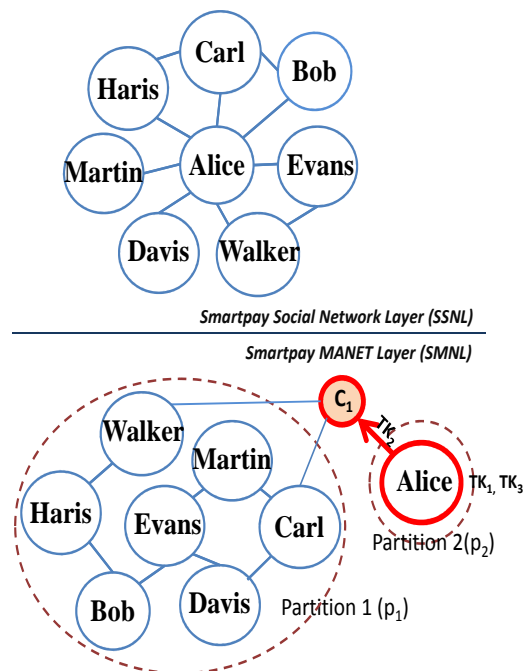 Carl
Bob
Haris
Martin
Alice
Evans
Davis
Walker
Smartpay Social Network Layer (SSNL)
Smartpay MANET Layer (SMNL)
C1
TK2
Walker
Martin
Alice
TK1, TK3
Haris
Evans
Carl
Partition 2(p2)
Bob
Davis
Partition 1 (p1)